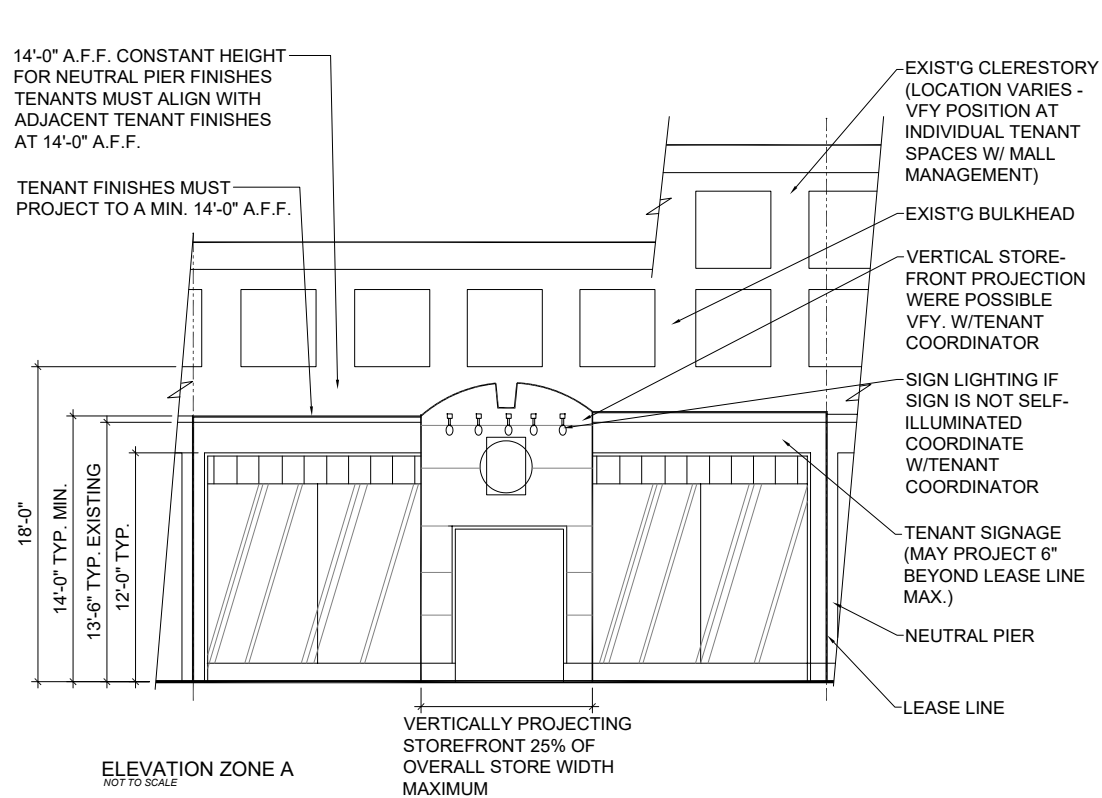 14'-0" A.F.F. CONSTANT HEIGHT
FOR NEUTRAL PIER FINISHES
TENANTS MUST ALIGN WITH
ADJACENT TENANT FINISHES
AT 14'-0" A.F.F.
TENANT FINISHES MUST
PROJECT TO A MIN. 14'-0" A.F.F.
EXIST'G CLERESTORY
(LOCATION VARIES -
VFY POSITION AT
INDIVIDUAL TENANT
SPACES W/ MALL
MANAGEMENT)
EXIST'G BULKHEAD
VERTICAL STORE-
FRONT PROJECTION
WERE POSSIBLE
VFY. W/TENANT
COORDINATOR
SIGN LIGHTING IF
SIGN IS NOT SELF-
ILLUMINATED
COORDINATE
W/TENANT
COORDINATOR
TENANT SIGNAGE
(MAY PROJECT 6"
BEYOND LEASE LINE
MAX.)
NEUTRAL PIER
LEASE LINE
18'-0"
14'-0" TYP. MIN.
13'-6" TYP. EXISTING
12'-0" TYP.
VERTICALLY PROJECTING
STOREFRONT 25% OF
OVERALL STORE WIDTH
MAXIMUM
ELEVATION ZONE A
NOT TO SCALE